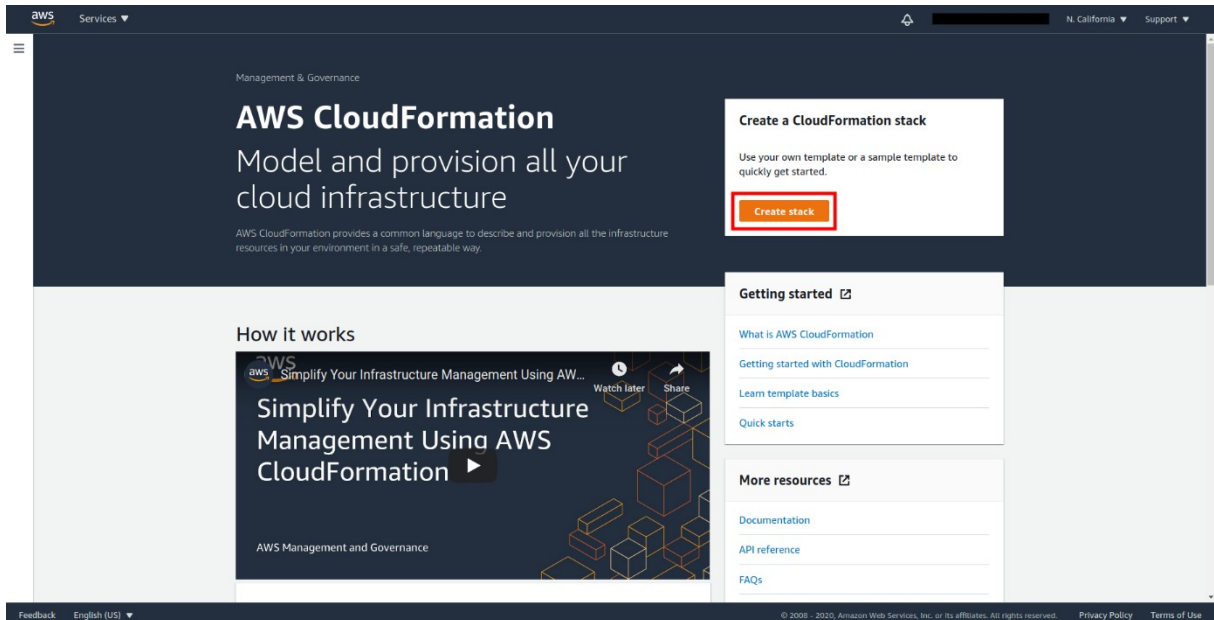 aws
Services
N. California
Support
Management & Governance
AWS CloudFormation
Model and provision all your
cloud infrastructure
AWS CloudFormation provides a common language to describe and provision all the infrastructure
resources in your environment in a safe, repeatable way.
Create a CloudFormation stack
Use your own template or a sample template to
quickly get started.
Create stack
Getting started
What is AWS CloudFormation
Getting started with CloudFormation
Learn template basics
Quick starts
How it works
aws
aws
Simplify Your Infrastructure Management Using AW...
Watch later
Share
Simplify Your Infrastructure
Management Using AWS
CloudFormation
AWS Management and Governance
More resources
Documentation
API reference
FAQs
Feedback
English (US)
© 2008 - 2020, Amazon Web Services, Inc. or its affiliates. All rights reserved.
Privacy Policy
Terms of Use